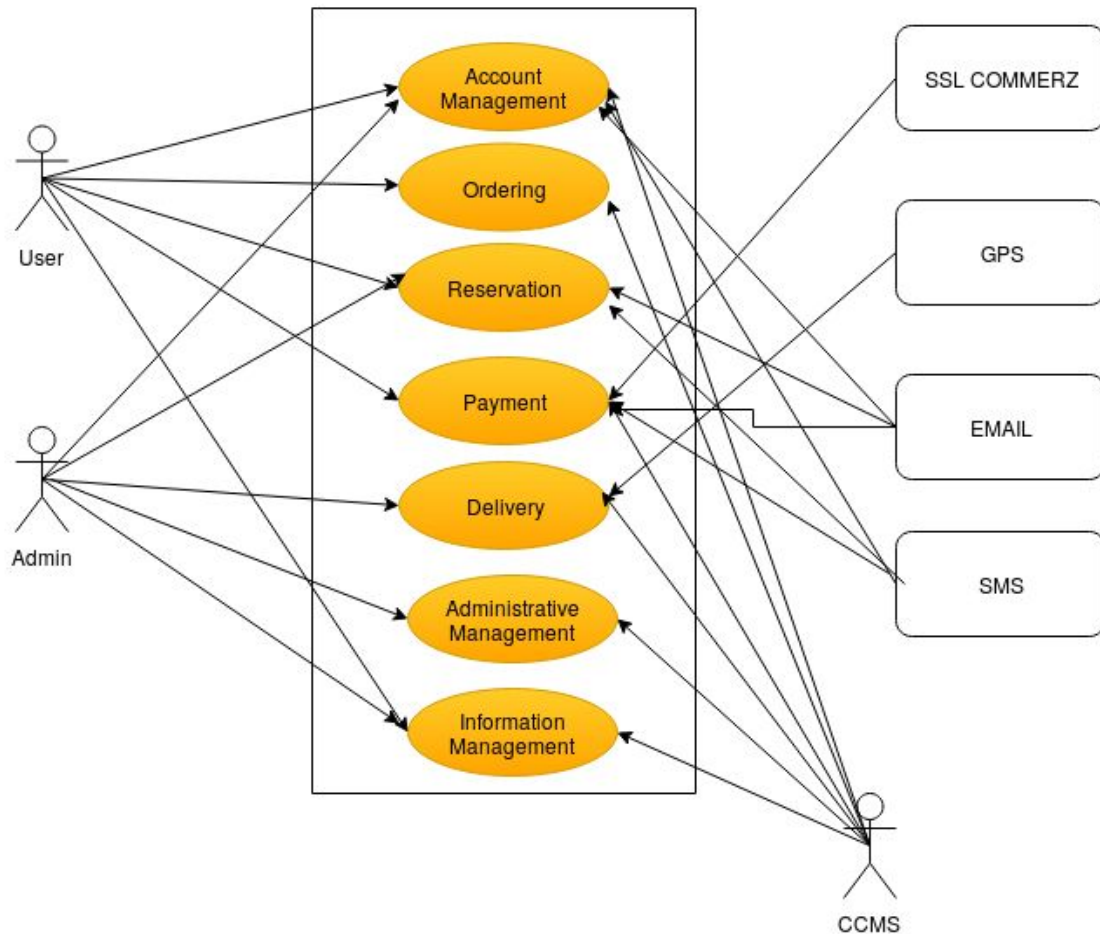 User
Admin
Account
Management
Ordering
Reservation
Payment
Delivery
Administrative
Management
Information
Management
SSL COMMERZ
GPS
EMAIL
SMS
CCMS